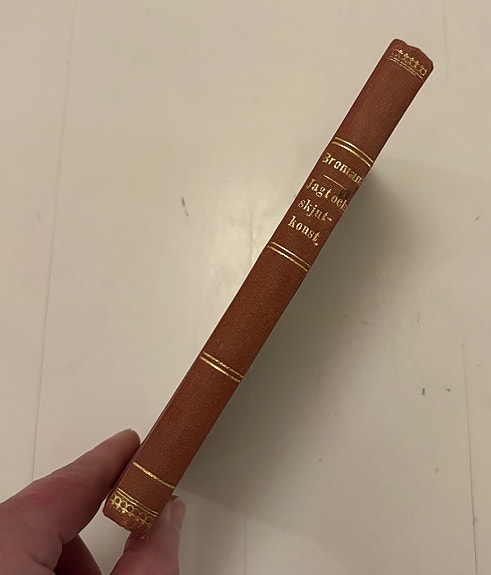 Broman
Jagt och
skjut-
konst.